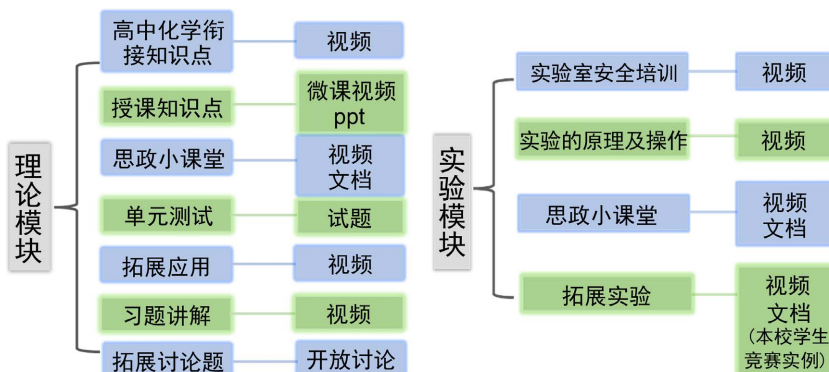 理论模块
高中化学衔
接知识点
视频
授课知识点
微课视频
ppt
思政小课堂
视频
文档
单元测试
试题
拓展应用
视频
习题讲解
视频
拓展讨论题
开放讨论
实验模块
实验室安全培训
视频
实验的原理及操作
视频
思政小课堂
视频
文档
拓展实验
视频
文档
(本校学生
竞赛实例)